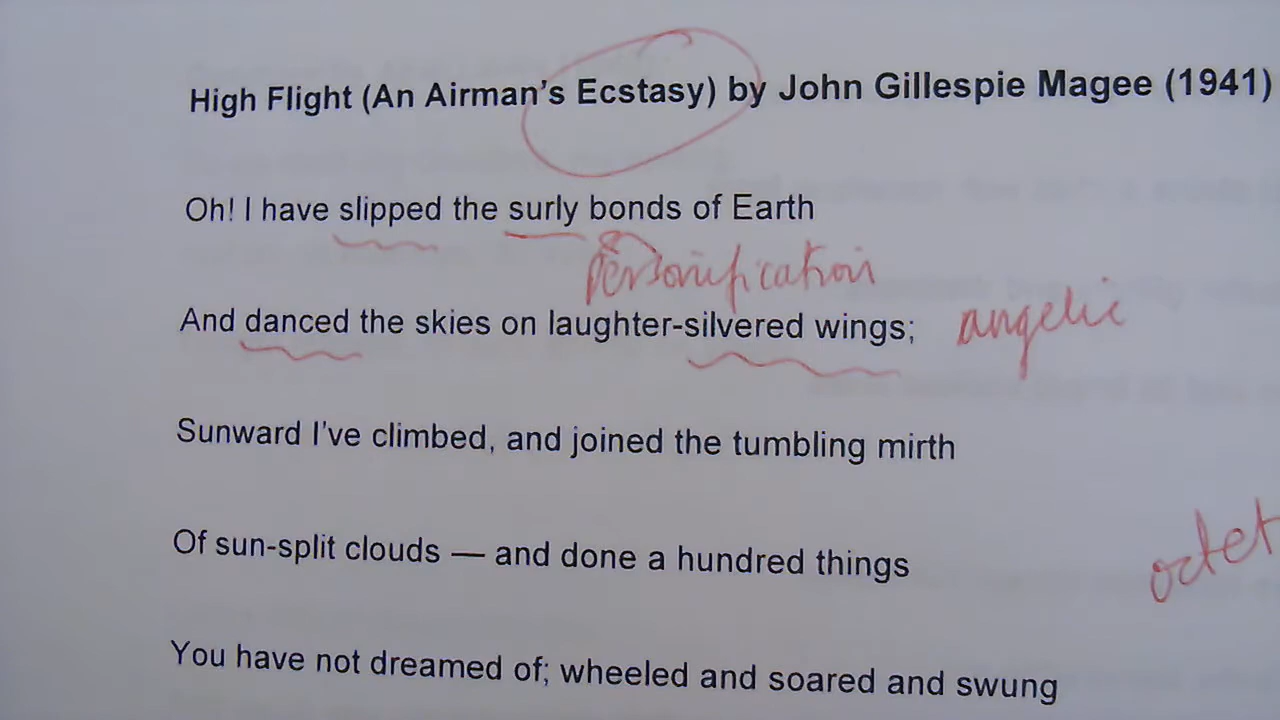 High Flight (An Airman's Ecstasy) by John Gillespie Magee (1941)
Oh! I have slipped the surly bonds of Earth
personification
And danced the skies on laughter-silvered wings; angelic
Sunward I've climbed, and joined the tumbling mirth
Of sun-split clouds — and done a hundred things
octet
You have not dreamed of; wheeled and soared and swung